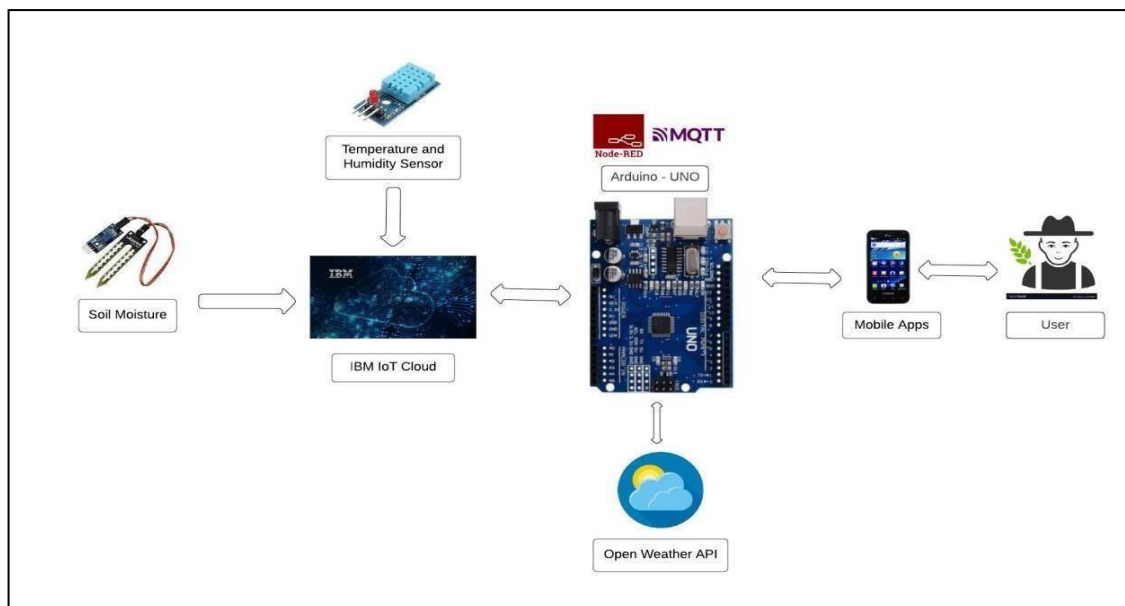 Temperature and
Humidity Sensor
Node-RED
MQTT
Arduino - UNO
Soil Moisture
IBM
IBM IoT Cloud
UNO
Mobile Apps
User
Open Weather API